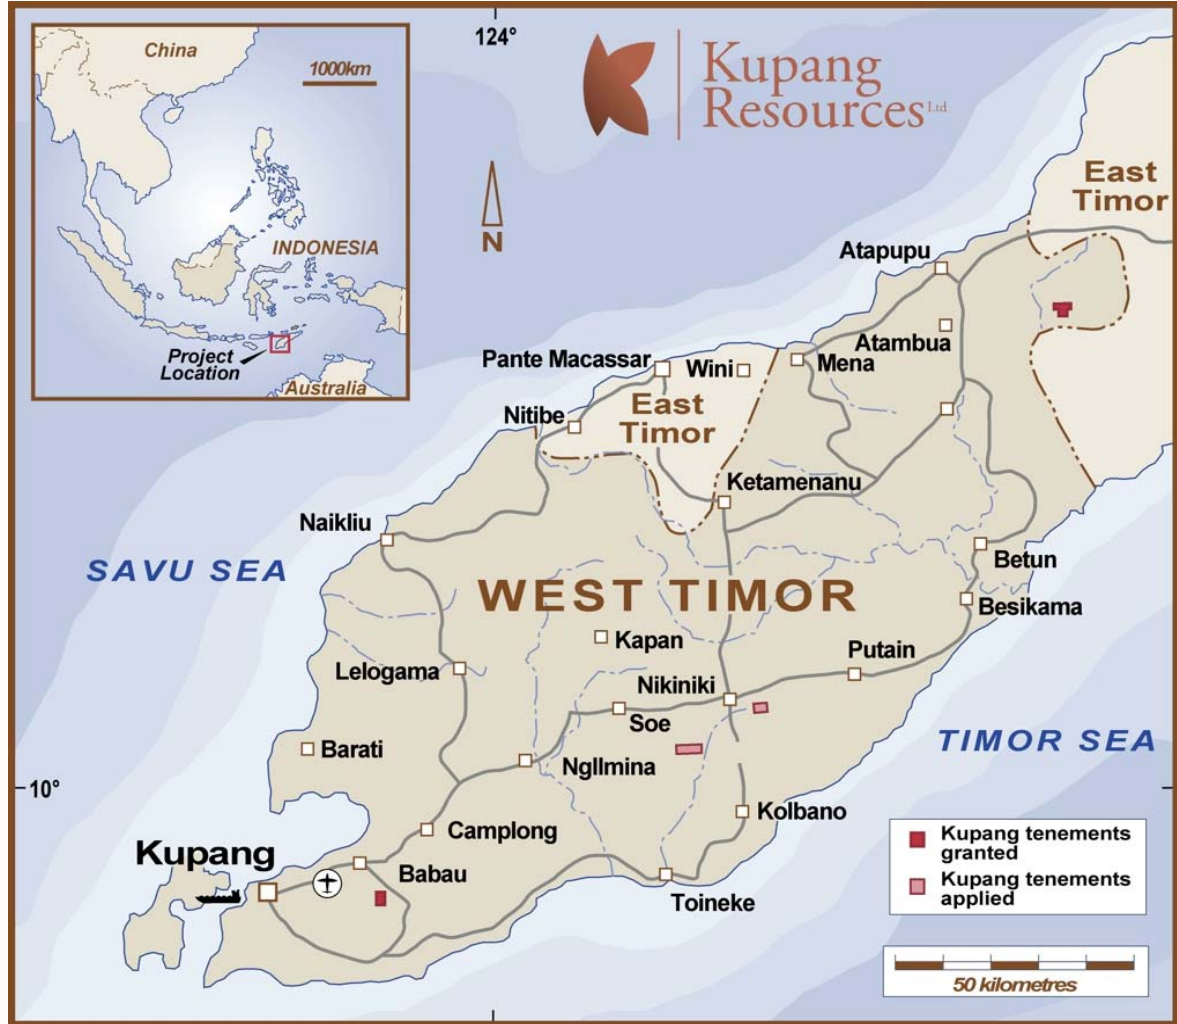 124°
China
1000km
INDONESIA
Project
Location
Australia
Kupang
Resources Ltd
N
East
Timor
Atapupu
Atambua
Pante Macassar
Wini
Mena
Nitibe
East
Timor
Ketamenanu
Naikliu
SAVU SEA
Betun
WEST TIMOR
Besikama
Kapan
Putain
Lelogama
Nikiniki
Soe
Barati
TIMOR SEA
Ngllmina
10°
Kolbano
Camplong
Kupang
Babau
Toineke
Kupang tenements
granted
Kupang tenements
applied
50 kilometres